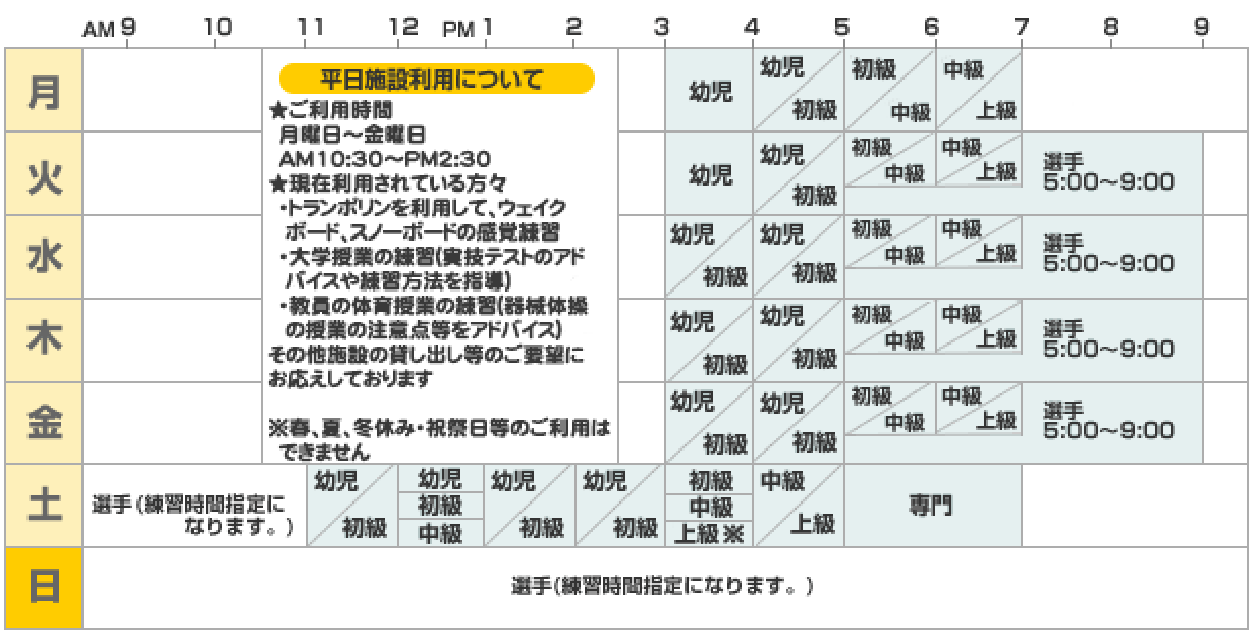 AM 9 10 11 12 PM 1 2 3 4 5 6 7 8 9
月
平日施設利用について
★ご利用時間
月曜日～金曜日
AM10:30～PM2:30
★現在利用されている方々
・トランポリンを利用して、ウェイク
ボード、スノーボードの感覚練習
・大学授業の練習(実技テストのアド
バイスや練習方法を指導)
・教員の体育授業の練習(器械体操
の授業の注意点等をアドバイス)
その他施設の貸し出し等のご要望に
お応えしております
※春、夏、冬休み・祝祭日等のご利用は
できません
幼児
幼児
初級
初級
中級
中級
上級
火
幼児
幼児
初級
初級
中級
中級
上級
選手
5:00～9:00
水
幼児
初級
幼児
初級
初級
中級
中級
上級
選手
5:00～9:00
木
幼児
初級
幼児
初級
初級
中級
中級
上級
選手
5:00～9:00
金
幼児
初級
幼児
初級
初級
中級
中級
上級
選手
5:00～9:00
土
選手(練習時間指定に
なります。)
幼児
初級
幼児
初級
中級
幼児
初級
幼児
初級
初級
中級
上級※
中級
上級
専門
日
選手(練習時間指定になります。)